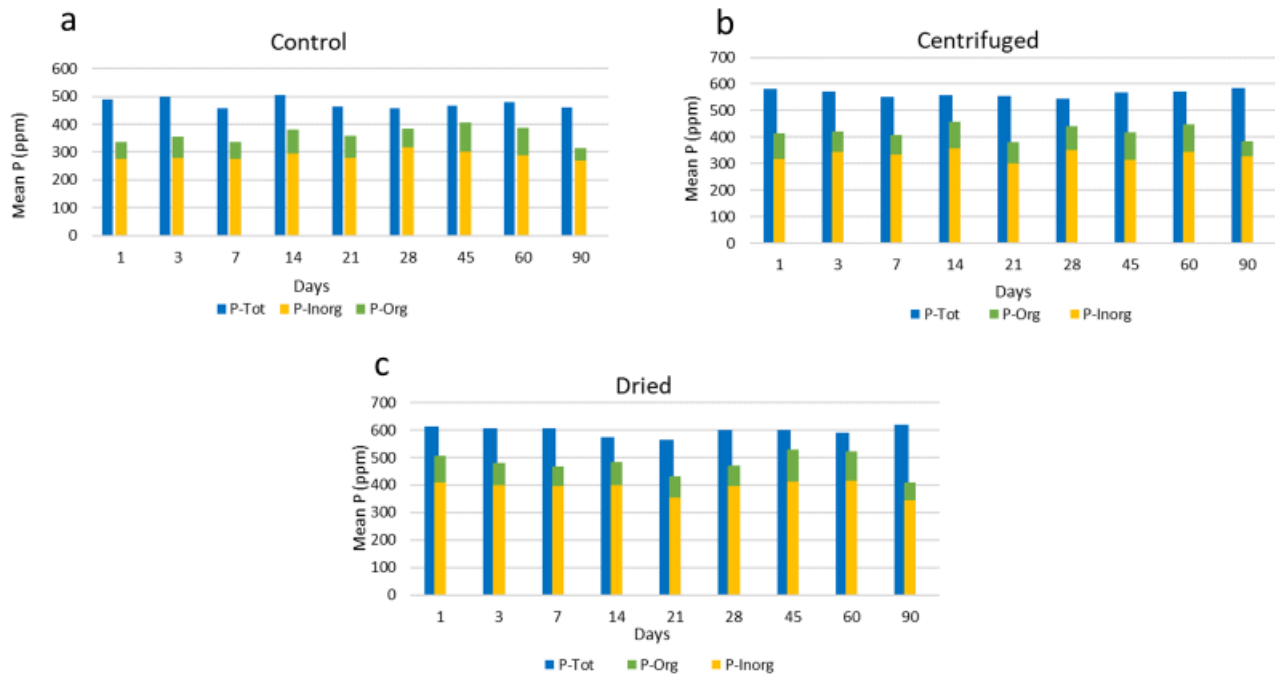 a
Control
600
500
400
300
200
100
0
Mean P (ppm)
1 3 7 14 21 28 45 60 90
Days
P-Tot P-Inorg P-Org
b
Centrifuged
700
600
500
400
300
200
100
0
Mean P (ppm)
1 3 7 14 21 28 45 60 90
Days
P-Tot P-Org P-Inorg
c
Dried
700
600
500
400
300
200
100
0
Mean P (ppm)
1 3 7 14 21 28 45 60 90
Days
P-Tot P-Org P-Inorg